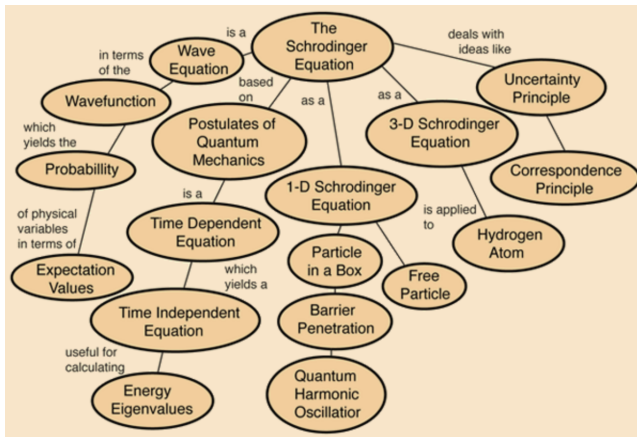 The
Schrodinger
Equation
is a
Wave
Equation
in terms
of the
Wavefunction
which
yields the
Probabillity
of physical
variables
in terms of
Expectation
Values
based
on
Postulates of
Quantum
Mechanics
is a
Time Dependent
Equation
which
yields a
Time Independent
Equation
useful for
calculating
Energy
Eigenvalues
as a
1-D Schrodinger
Equation
Particle
in a Box
Barrier
Penetration
Quantum
Harmonic
Oscillatior
Free
Particle
as a
3-D Schrodinger
Equation
is applied
to
Hydrogen
Atom
deals with
ideas like
Uncertainty
Principle
Correspondence
Principle